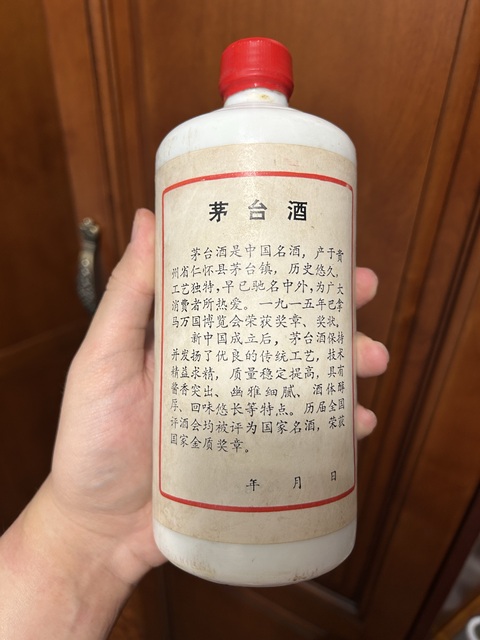 茅台酒
茅台酒是中国名酒，产于贵
州省仁怀县茅台镇，历史悠久，
工艺独特，早已驰名中外，为广大
消费者所热爱。一九一五年巴拿
马万国博览会荣获奖章、奖状。
新中国成立后，茅台酒保持
并发扬了优良的传统工艺，技术
精益求精，质量稳定提高，具有
酱香突出、幽雅细腻、酒体醇
厚、回味悠长等特点。历届全国
评酒会均被评为国家名酒，荣获
国家金质奖章。
年 月 日